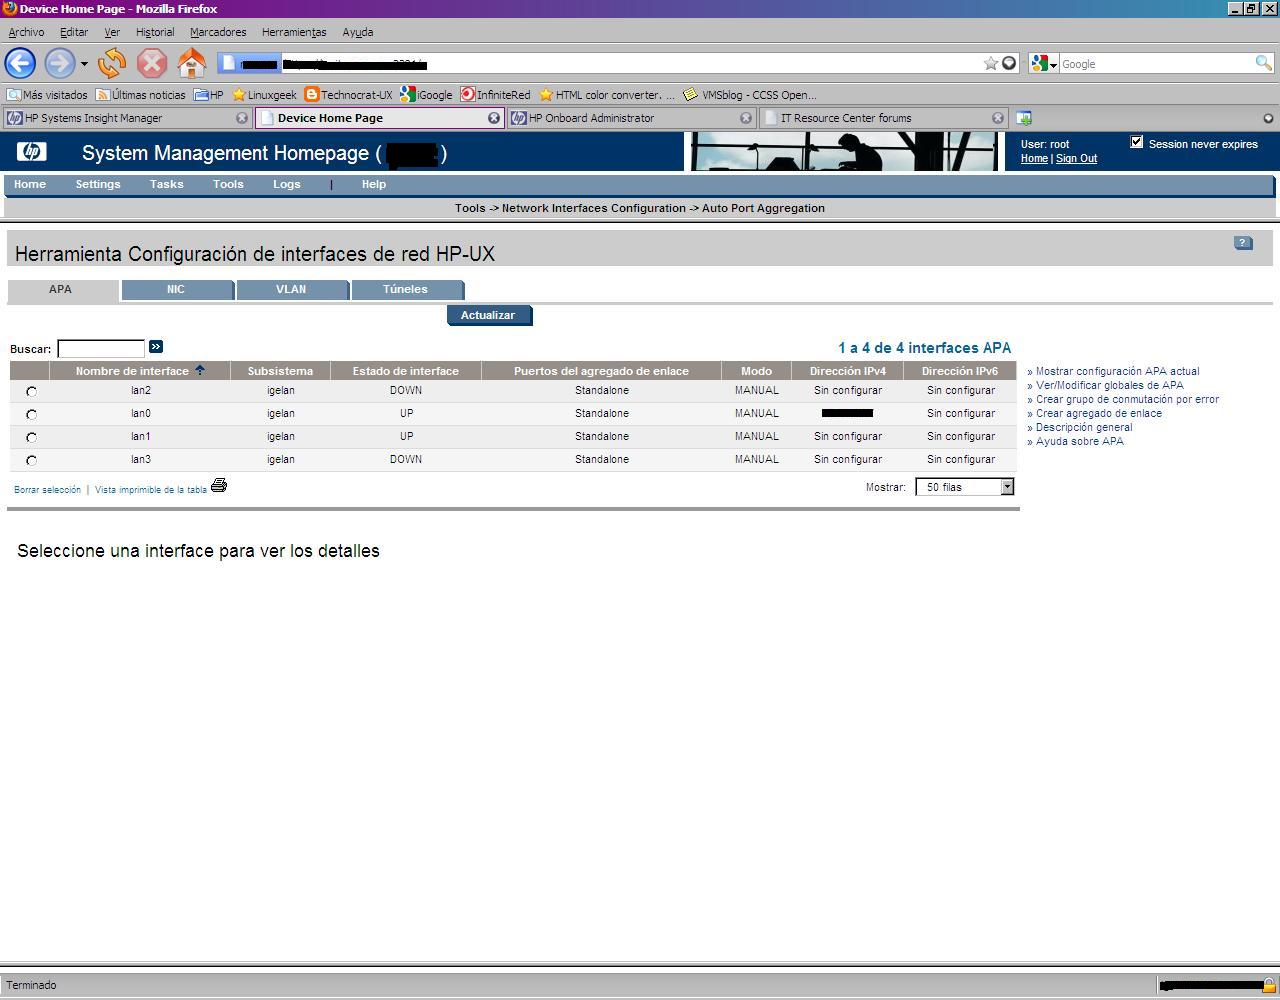 Device Home Page - Mozilla Firefox
Archivo Editar Ver Historial Marcadores Herramientas Ayuda
Google
Más visitados Últimas noticias HP Linuxgeek Technocrat-UX iGoogle InfiniteRed HTML color converter. ... VMSblog - CCSS Open...
HP Systems Insight Manager Device Home Page HP Onboard Administrator IT Resource Center forums
hp System Management Homepage ( )
User: root
Home | Sign Out
Session never expires
Home Settings Tasks Tools Logs | Help
Tools -> Network Interfaces Configuration -> Auto Port Aggregation
Herramienta Configuración de interfaces de red HP-UX
?
APA NIC VLAN Túneles
Actualizar
Buscar: »
1 a 4 de 4 interfaces APA
Nombre de interface Subsistema Estado de interface Puertos del agregado de enlace Modo Dirección IPv4 Dirección IPv6
lan2 igelan DOWN Standalone MANUAL Sin configurar Sin configurar
lan0 igelan UP Standalone MANUAL Sin configurar
lan1 igelan UP Standalone MANUAL Sin configurar Sin configurar
lan3 igelan DOWN Standalone MANUAL Sin configurar Sin configurar
Borrar selección | Vista imprimible de la tabla
Mostrar: 50 filas
» Mostrar configuración APA actual
» Ver/Modificar globales de APA
» Crear grupo de conmutación por error
» Crear agregado de enlace
» Descripción general
» Ayuda sobre APA
Seleccione una interface para ver los detalles
Terminado